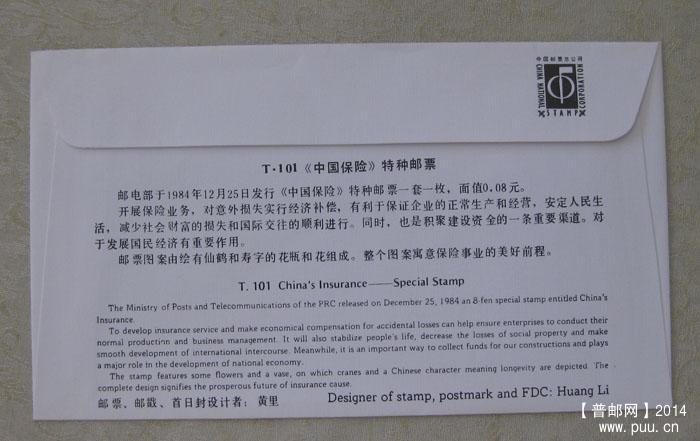 中国邮票总公司
CHINA NATIONAL
STAMP
CORPORATION
T·101《中国保险》特种邮票
邮电部于1984年12月25日发行《中国保险》特种邮票一套一枚，面值0.08元。
开展保险业务，对意外损失实行经济补偿，有利于保证企业的正常生产和经营，安定人民生
活，减少社会财富的损失和国际交往的顺利进行。同时，也是积聚建设资金的一条重要渠道。对
于发展国民经济有重要作用。
邮票图案由绘有仙鹤和寿字的花瓶和花组成。整个图案寓意保险事业的美好前程。
T. 101 China's Insurance——Special Stamp
The Ministry of Posts and Telecommunications of the PRC released on December 25, 1984 an 8-fen special stamp entitled China's
Insurance.
To develop insurance service and make economical compensation for accidental losses can help ensure enterprises to conduct their
normal production and business management. It will also stabilize people's life, decrease the losses of social property and make
smooth development of international intercourse. Meanwhile, it is an important way to collect funds for our constructions and plays
a major role in the development of national economy.
The stamp features some flowers and a vase, on which cranes and a Chinese character meaning longevity are depicted. The
complete design signifies the prosperous future of insurance cause.
邮票、邮戳、首日封设计者：黄里
Designer of stamp, postmark and FDC: Huang Li
【普邮网】2014
www.puu.cn